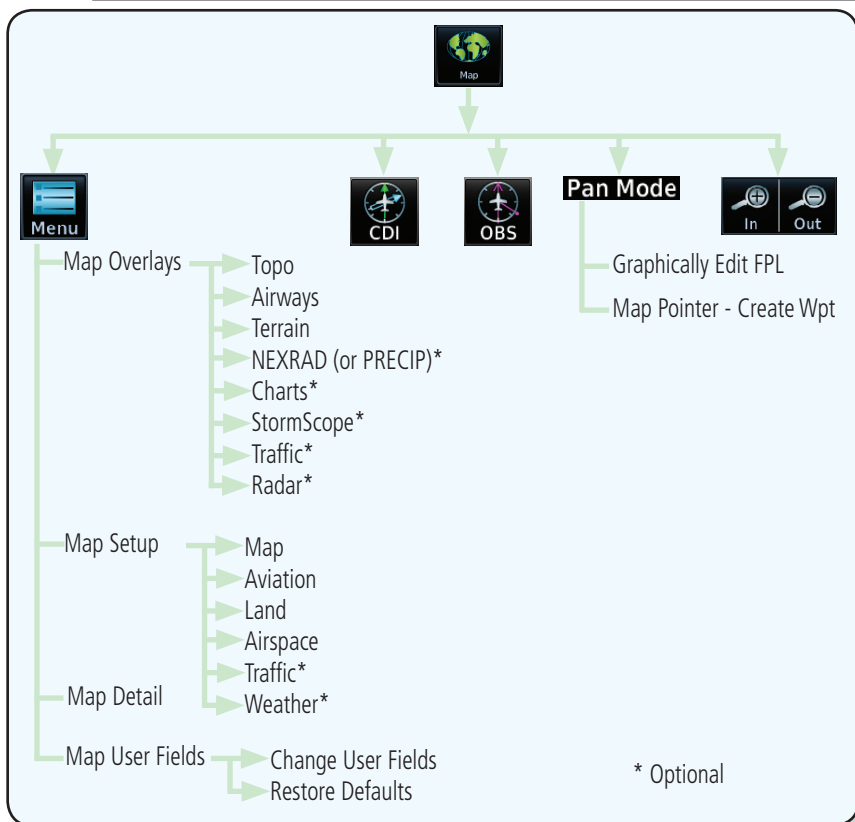 Map
Menu
CDI
OBS
Pan Mode
In
Out
Map Overlays
Topo
Airways
Terrain
NEXRAD (or PRECIP)*
Charts*
StormScope*
Traffic*
Radar*
Graphically Edit FPL
Map Pointer - Create Wpt
Map Setup
Map
Aviation
Land
Airspace
Traffic*
Weather*
Map Detail
Map User Fields
Change User Fields
Restore Defaults
* Optional